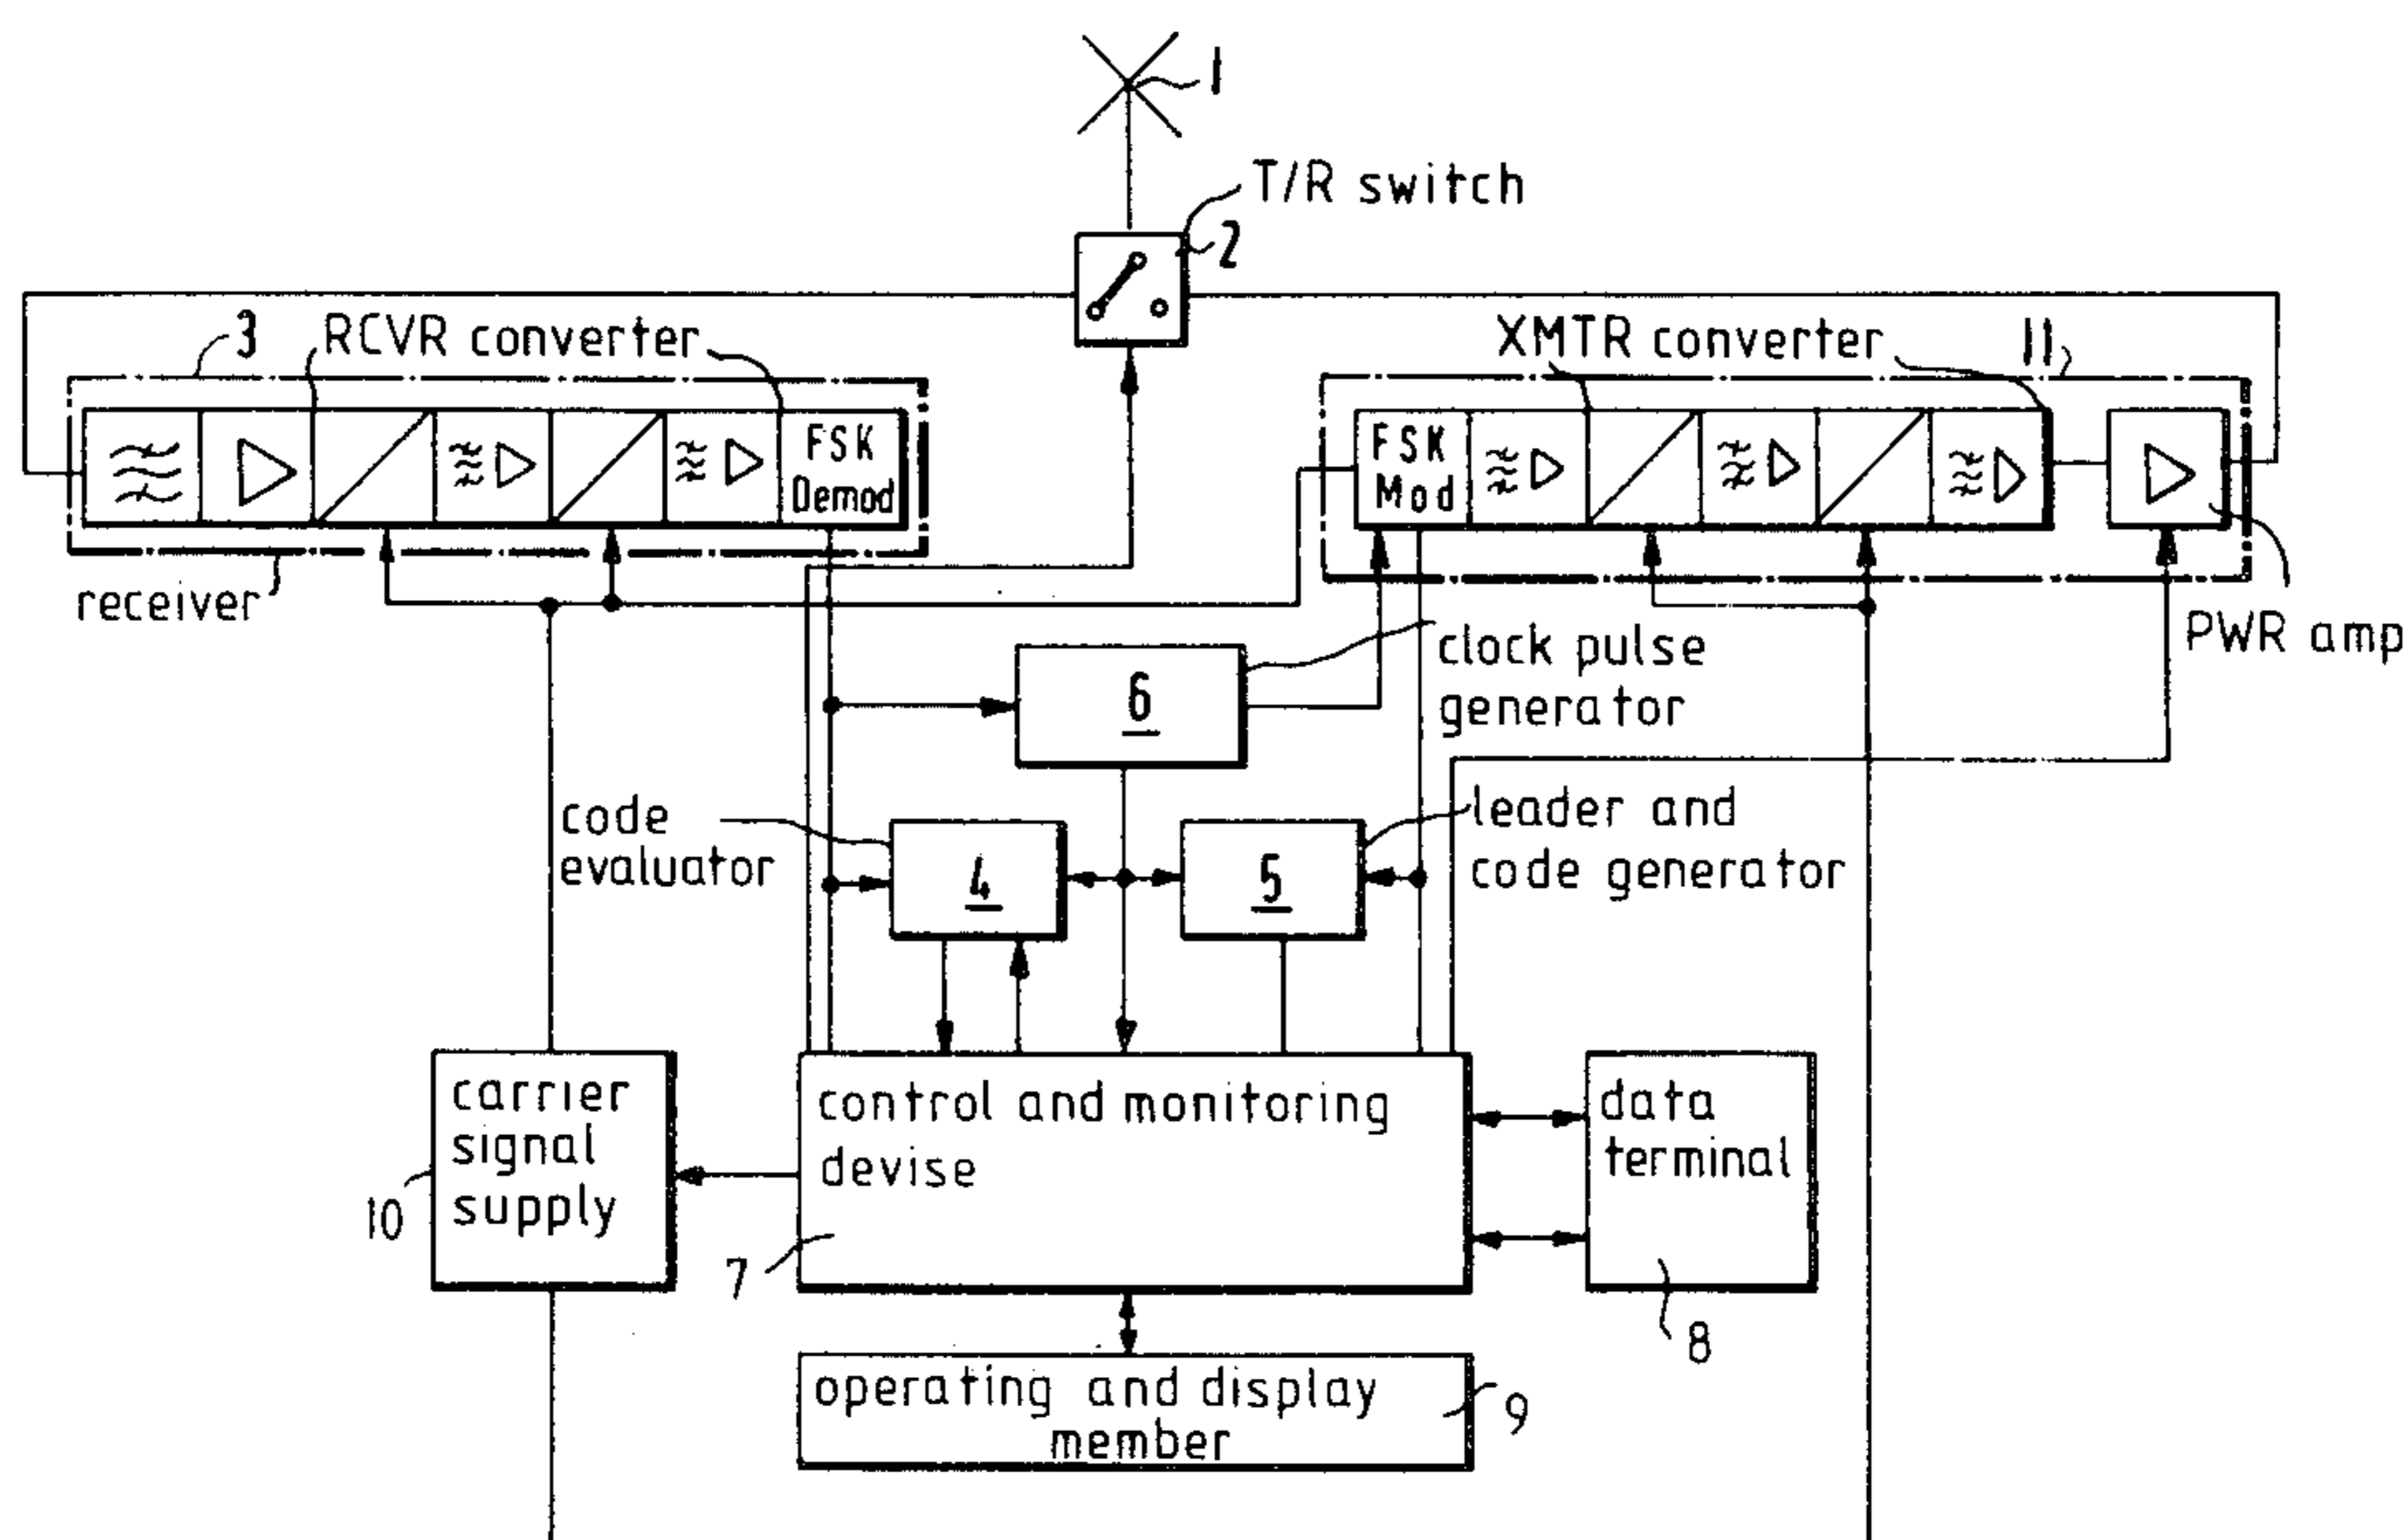 1
T/R switch
2
3
RCVR converter
XMTR converter
11
FSK
Demod
FSK
Mod
receiver
PWR amp
clock pulse
generator
6
code
evaluator
leader and
code generator
4
5
carrier
signal
supply
10
control and monitoring
devise
7
data
terminal
8
operating and display
member
9